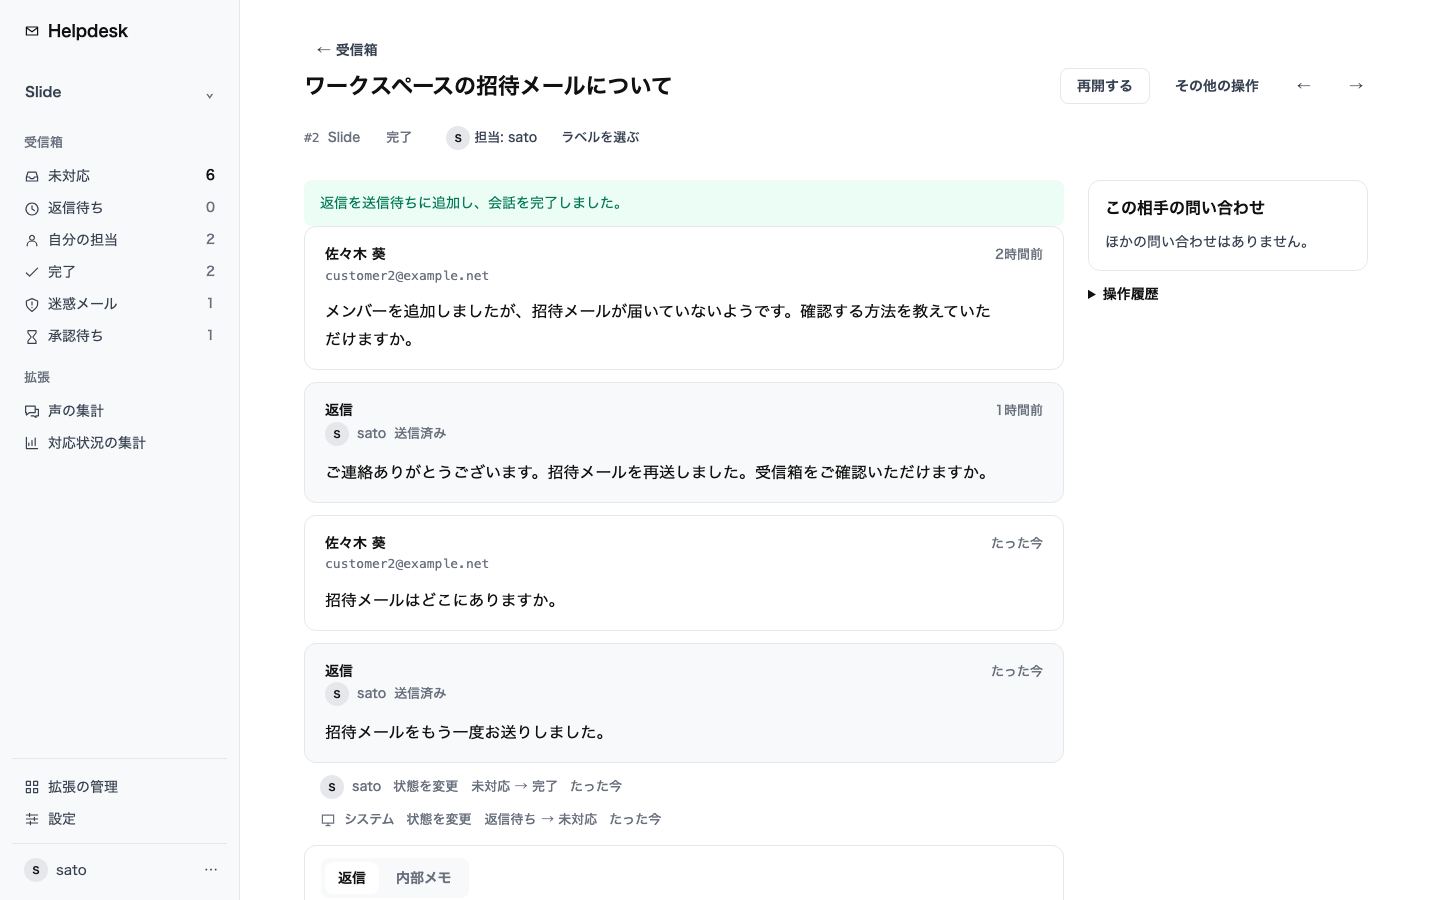 Helpdesk
Slide
受信箱
未対応 6
返信待ち 0
自分の担当 2
完了 2
迷惑メール 1
承認待ち 1
拡張
声の集計
対応状況の集計
拡張の管理
設定
S sato ...
← 受信箱
ワークスペースの招待メールについて
再開する その他の操作 ← →
#2 Slide 完了 S 担当: sato ラベルを選ぶ
返信を送信待ちに追加し、会話を完了しました。
佐々木 葵 2時間前
customer2@example.net
メンバーを追加しましたが、招待メールが届いていないようです。確認する方法を教えていた
だけますか。
返信 1時間前
S sato 送信済み
ご連絡ありがとうございます。招待メールを再送しました。受信箱をご確認いただけますか。
佐々木 葵 たった今
customer2@example.net
招待メールはどこにありますか。
返信 たった今
S sato 送信済み
招待メールをもう一度お送りしました。
S sato 状態を変更 未対応 → 完了 たった今
システム 状態を変更 返信待ち → 未対応 たった今
返信 内部メモ
この相手の問い合わせ
ほかの問い合わせはありません。
▶ 操作履歴